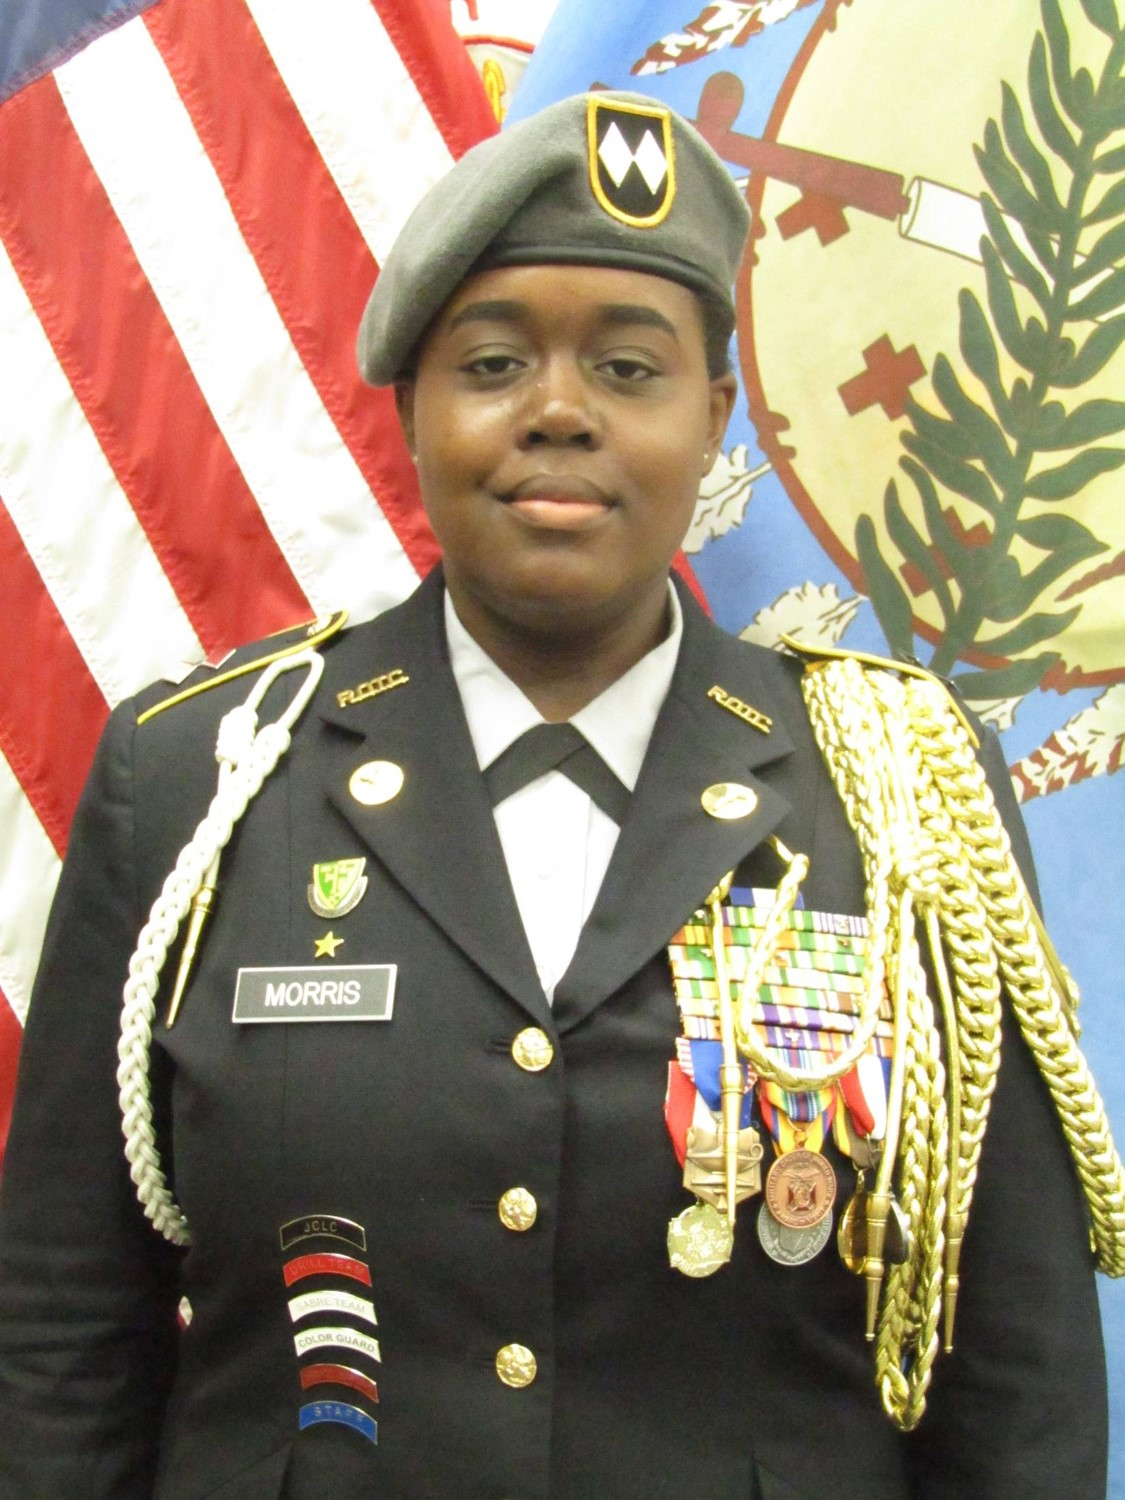 R.O.T.C.
R.O.T.C.
MORRIS
JCLC
DRILL TEAM
SABRE TEAM
COLOR GUARD
STAFF